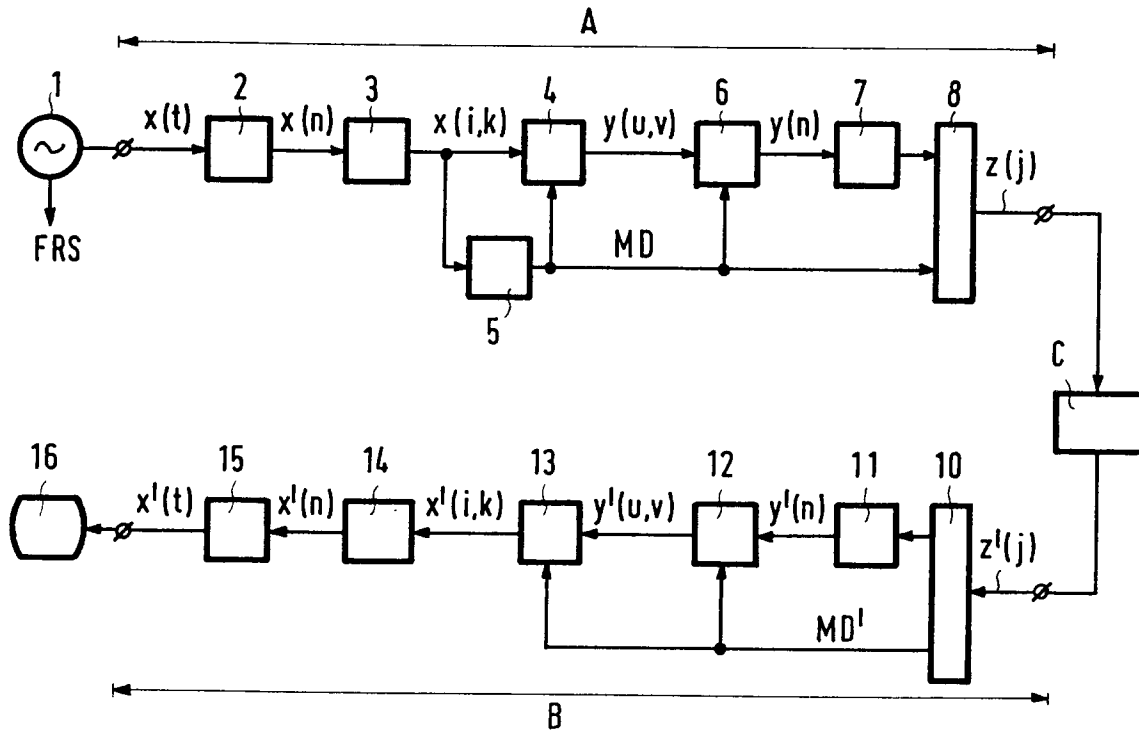 A
1
2
3
4
6
7
8
x(t)
x(n)
x(i,k)
y(u,v)
y(n)
z(j)
FRS
MD
5
C
16
15
14
13
12
11
10
x'(t)
x'(n)
x'(i,k)
y'(u,v)
y'(n)
z'(j)
MD'
B